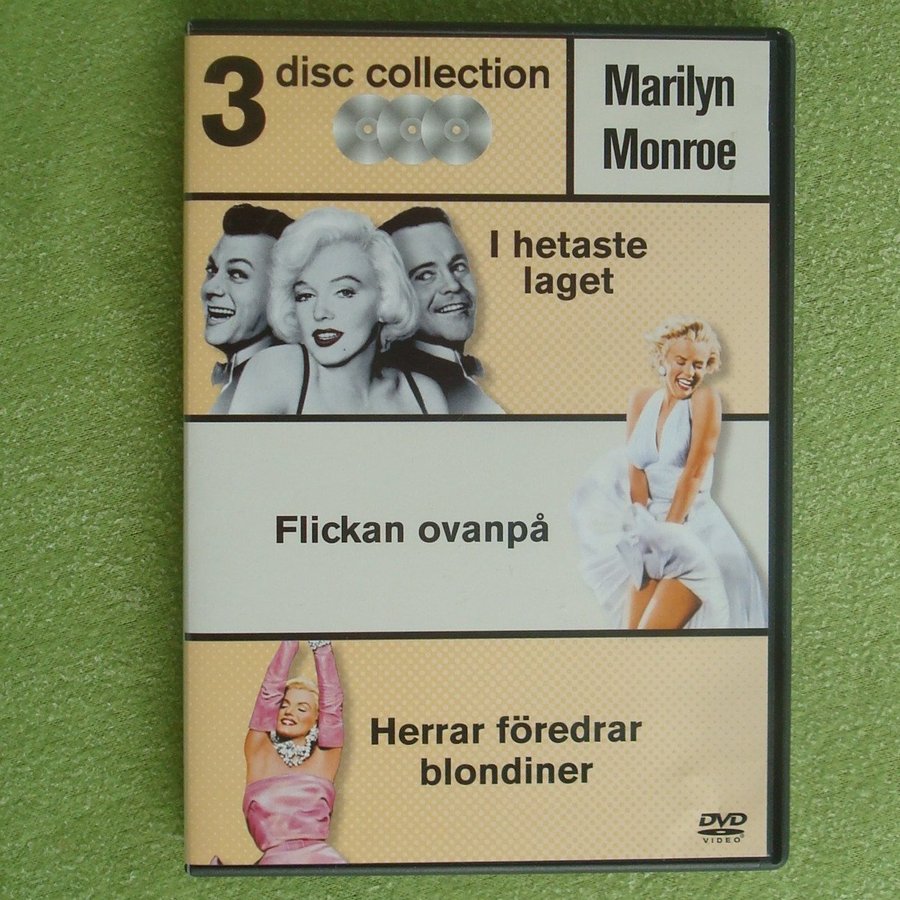 3 disc collection
Marilyn
Monroe
I hetaste
laget
Flickan ovanpå
Herrar föredrar
blondiner
DVD
VIDEO